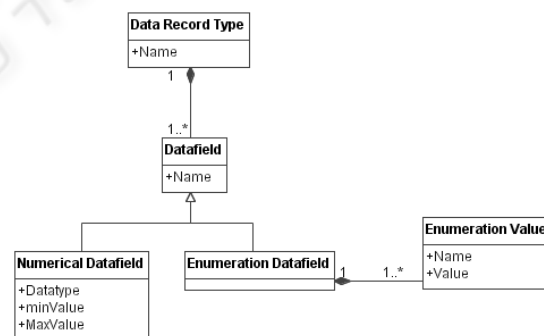 Data Record Type
+Name
1
1..*
Datafield
+Name
Numerical Datafield
+Datatype
+minValue
+MaxValue
Enumeration Datafield
1
1..*
Enumeration Value
+Name
+Value